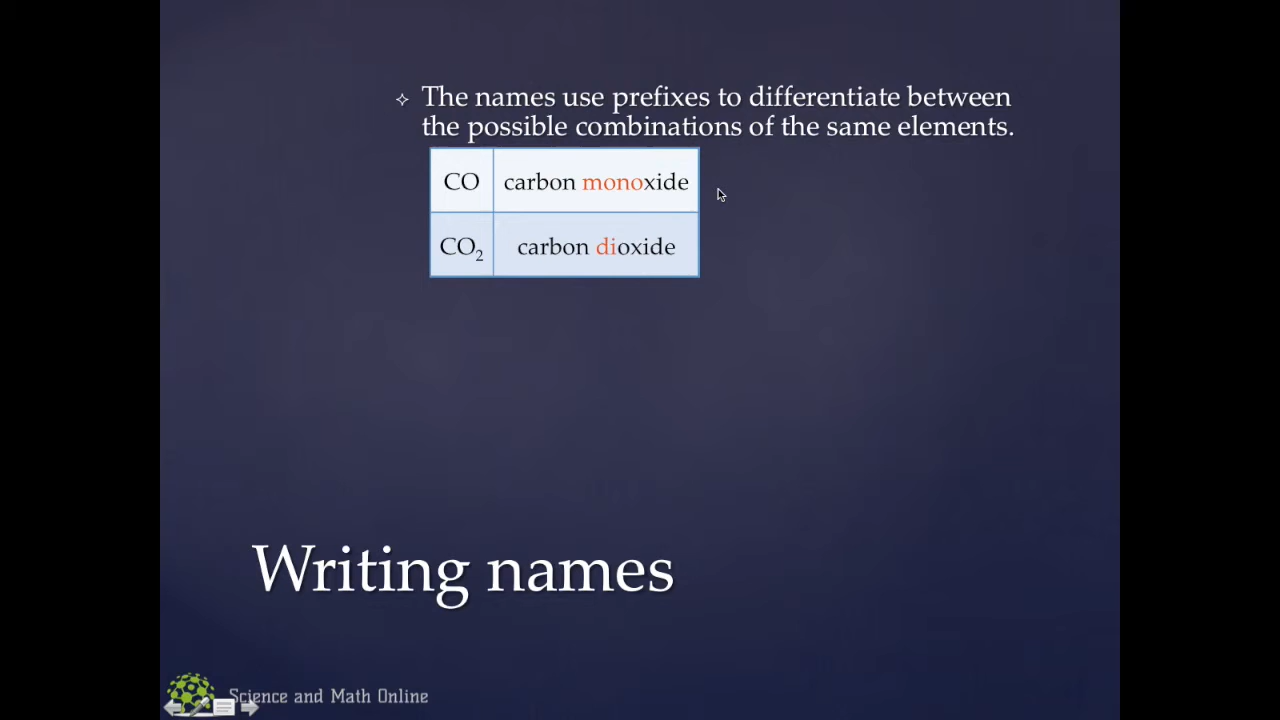 The names use prefixes to differentiate between
the possible combinations of the same elements.
CO carbon monoxide
CO₂ carbon dioxide
Writing names
Science and Math Online